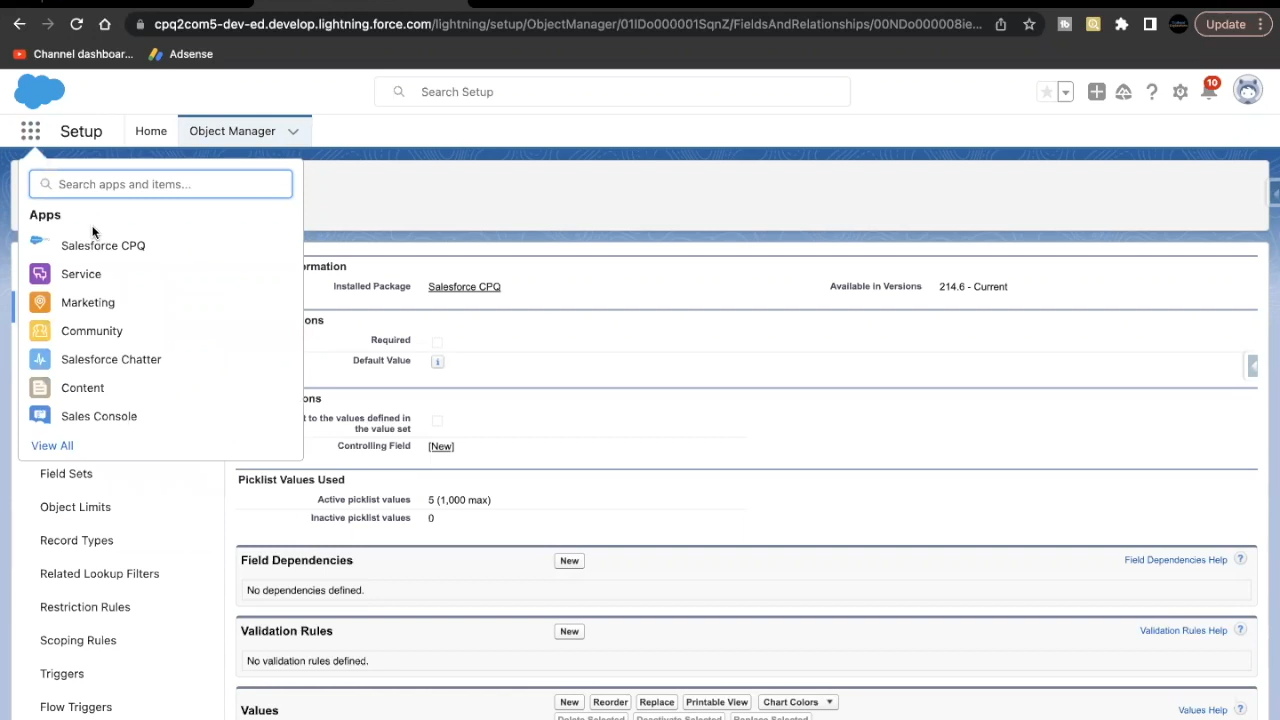 cpq2com5-dev-ed.develop.lightning.force.com/lightning/setup/ObjectManager/01IDo000001SqnZ/FieldsAndRelationships/00NDo000008ie...
Update
Channel dashboar...
Adsense
Search Setup
10
Setup
Home
Object Manager
Search apps and items...
Apps
Salesforce CPQ
Service
Marketing
Community
Salesforce Chatter
Content
Sales Console
View All
Field Sets
Object Limits
Record Types
Related Lookup Filters
Restriction Rules
Scoping Rules
Triggers
Flow Triggers
ormation
Installed Package Salesforce CPQ Available in Versions 214.6 - Current
ons
Required
Default Value
ons
t to the values defined in
the value set
Controlling Field [New]
Picklist Values Used
Active picklist values 5 (1,000 max)
Inactive picklist values 0
Field Dependencies New Field Dependencies Help ?
No dependencies defined.
Validation Rules New Validation Rules Help ?
No validation rules defined.
Values New Reorder Replace Printable View Chart Colors Values Help ?
Delete Selected Deactivate Selected Replace Selected